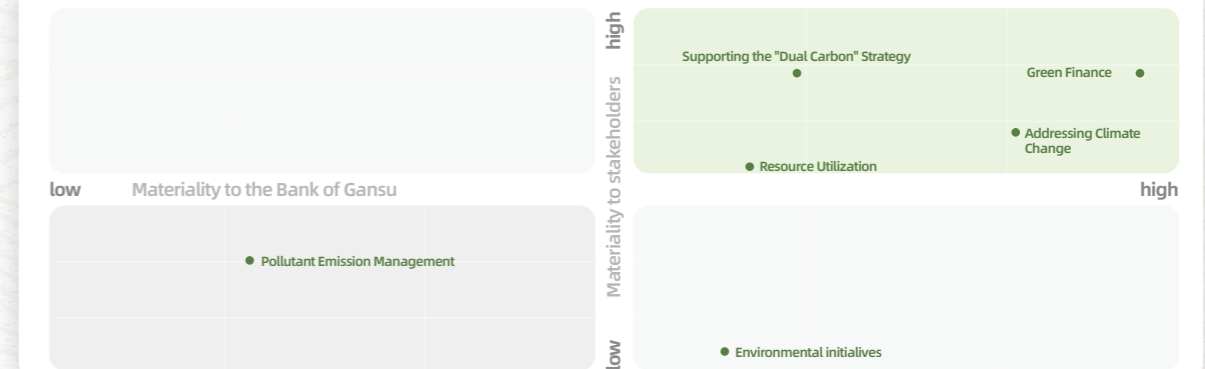 high
Supporting the "Dual Carbon" Strategy
Green Finance
Addressing Climate
Change
Resource Utilization
Materiality to stakeholders
low
Materiality to the Bank of Gansu
high
Pollutant Emission Management
low
Environmental initialves